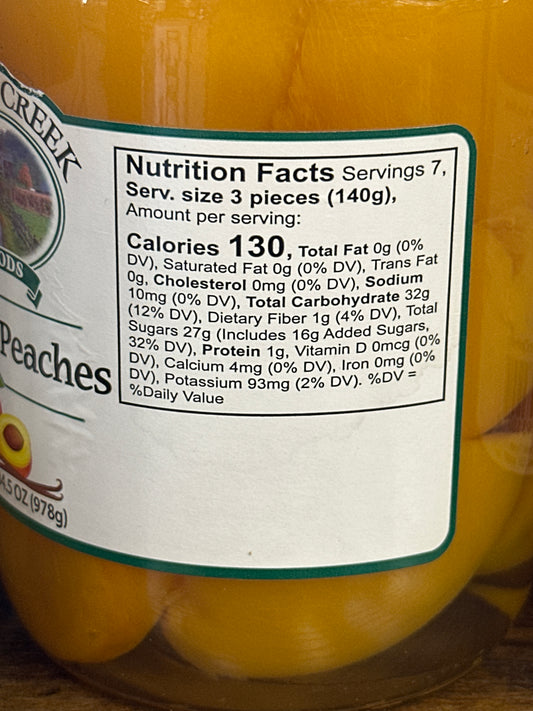 CREEK
ODS
Peaches
4.5 OZ (978g)
Nutrition Facts Servings 7,
Serv. size 3 pieces (140g),
Amount per serving:
Calories 130, Total Fat 0g (0%
DV), Saturated Fat 0g (0% DV), Trans Fat
0g, Cholesterol 0mg (0% DV), Sodium
10mg (0% DV), Total Carbohydrate 32g
(12% DV), Dietary Fiber 1g (4% DV), Total
Sugars 27g (Includes 16g Added Sugars,
32% DV), Protein 1g, Vitamin D 0mcg (0%
DV), Calcium 4mg (0% DV), Iron 0mg (0%
DV), Potassium 93mg (2% DV). %DV =
%Daily Value